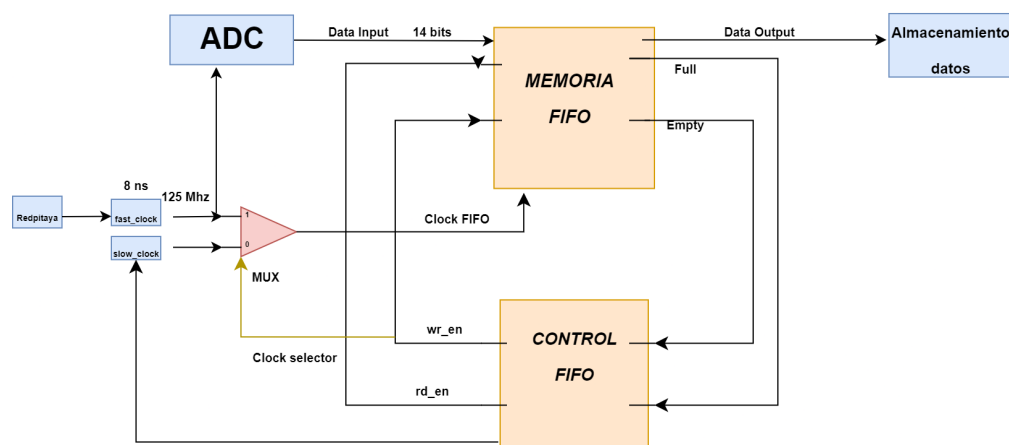 ADC
Data Input 14 bits
Data Output
Almacenamiento
datos
MEMORIA
FIFO
Full
Empty
8 ns
125 Mhz
Redpitaya
fast_clock
1
Clock FIFO
slow_clock
0
MUX
Clock selector
wr_en
rd_en
CONTROL
FIFO